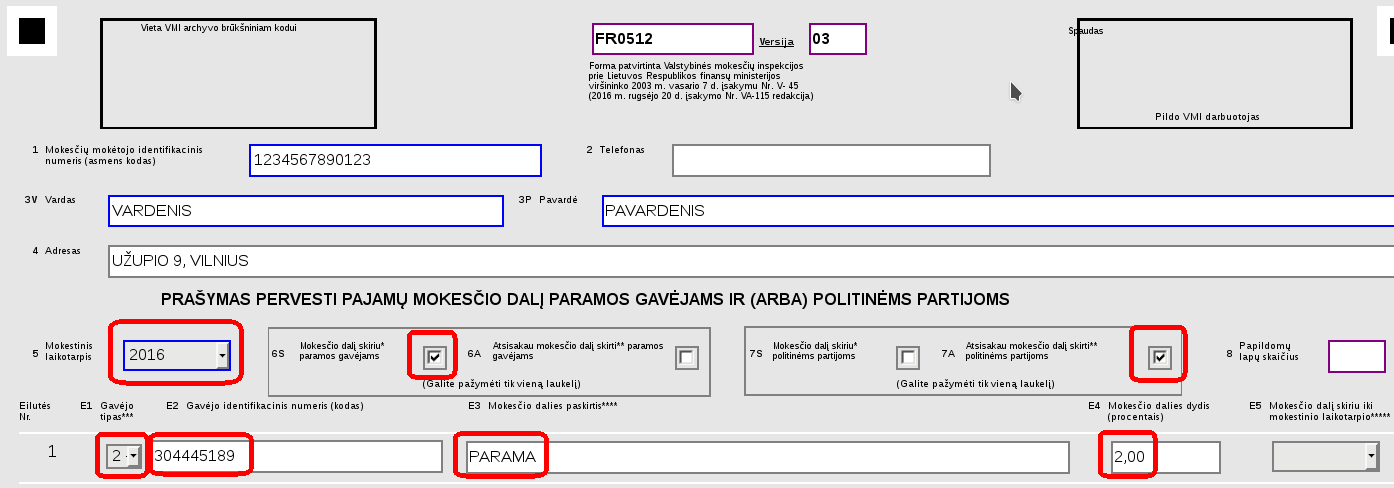 Vieta VMI archyvo brūkšniniam kodui
FR0512 Versija 03
Spaudas
Forma patvirtinta Valstybinės mokesčių inspekcijos
prie Lietuvos Respublikos finansų ministerijos
viršininko 2003 m. vasario 7 d. įsakymu Nr. V- 45
(2016 m. rugsėjo 20 d. įsakymo Nr. VA-115 redakcija)
Pildo VMI darbuotojas
1 Mokesčių mokėtojo identifikacinis
numeris (asmens kodas)
1234567890123
2 Telefonas
3V Vardas
VARDENIS
3P Pavardė
PAVARDENIS
4 Adresas
UŽUPIO 9, VILNIUS
PRAŠYMAS PERVESTI PAJAMŲ MOKESČIO DALĮ PARAMOS GAVĖJAMS IR (ARBA) POLITINĖMS PARTIJOMS
5 Mokestinis
laikotarpis
2016
6S Mokesčio dalį skiriu*
paramos gavėjams
6A Atsisakau mokesčio dalį skirti** paramos
gavėjams
(Galite pažymėti tik vieną laukelį)
7S Mokesčio dalį skiriu*
politinėms partijoms
7A Atsisakau mokesčio dalį skirti**
politinėms partijoms
(Galite pažymėti tik vieną laukelį)
8 Papildomų
lapų skaičius
Eilutės
Nr.
E1 Gavėjo
tipas***
E2 Gavėjo identifikacinis numeris (kodas)
E3 Mokesčio dalies paskirtis****
E4 Mokesčio dalies dydis
(procentais)
E5 Mokesčio dalį skiriu iki
mokestinio laikotarpio*****
1 2 304445189 PARAMA 2,00